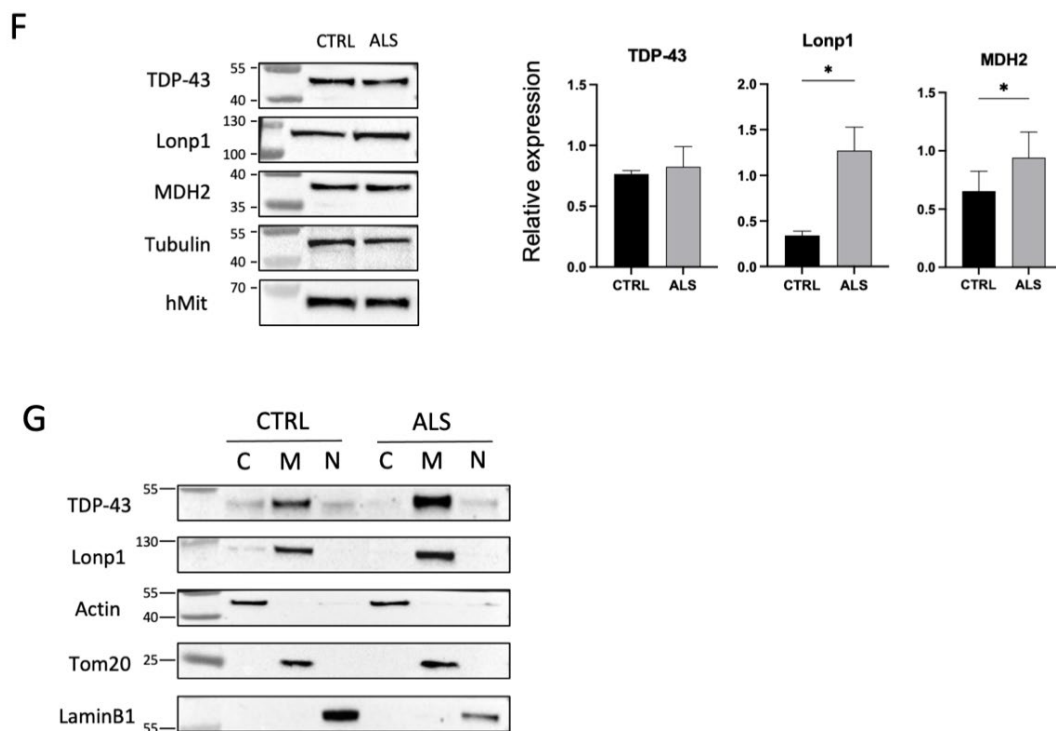 F
CTRL ALS
TDP-43 55 40
Lonp1 130 100
MDH2 40 35
Tubulin 55 40
hMit 70
Relative expression
TDP-43
1.5
1.0
0.5
0.0
CTRL ALS
Lonp1
*
2.0
1.5
1.0
0.5
0.0
CTRL ALS
MDH2
*
1.5
1.0
0.5
0.0
CTRL ALS
G
CTRL ALS
C M N C M N
TDP-43 55
Lonp1 130
Actin 55 40
Tom20 25
LaminB1 55